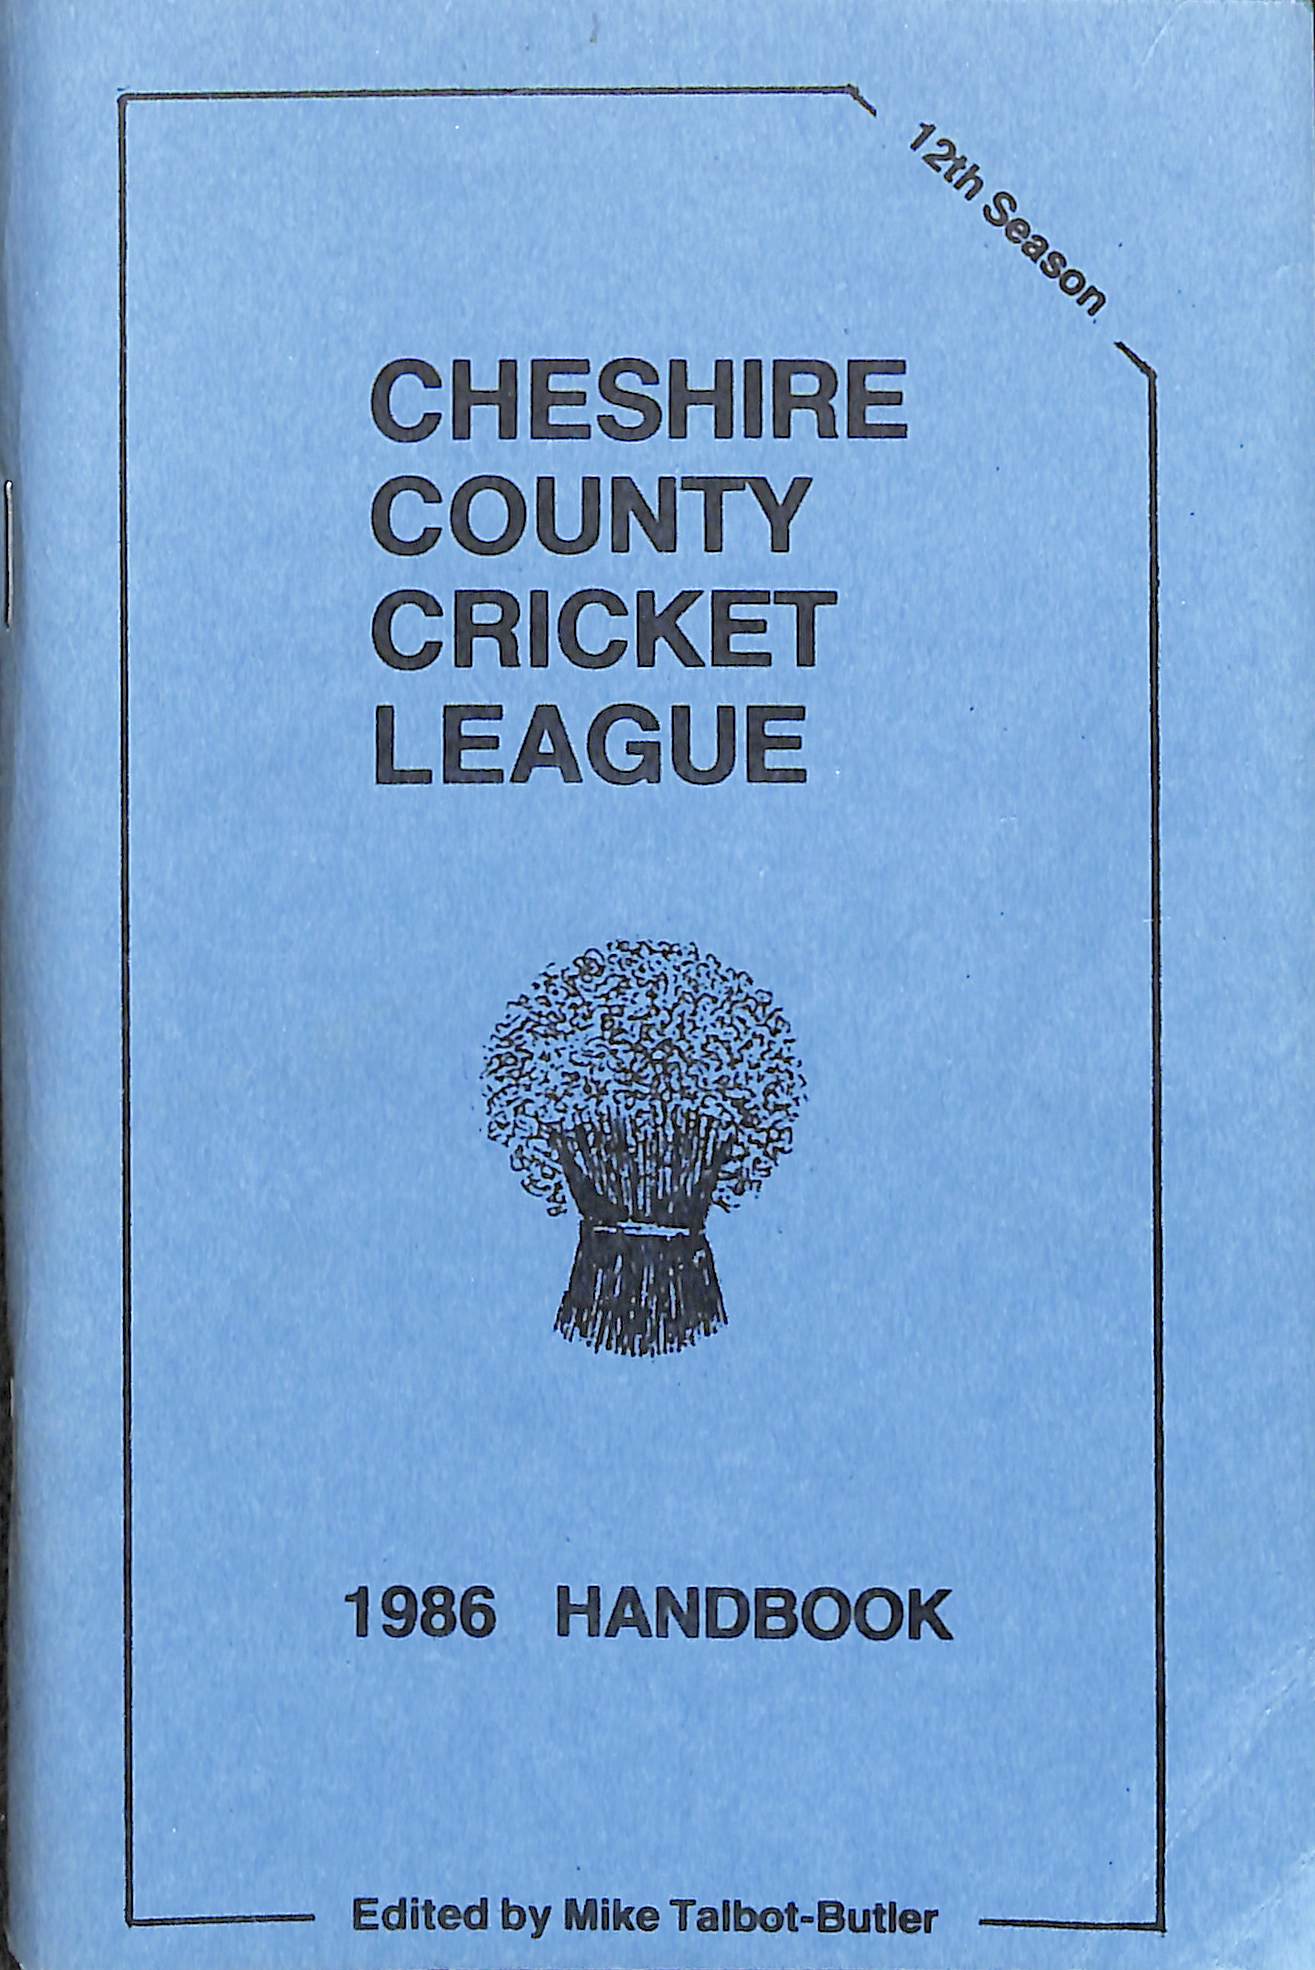 12th Season
CHESHIRE
COUNTY
CRICKET
LEAGUE
1986 HANDBOOK
Edited by Mike Talbot-Butler